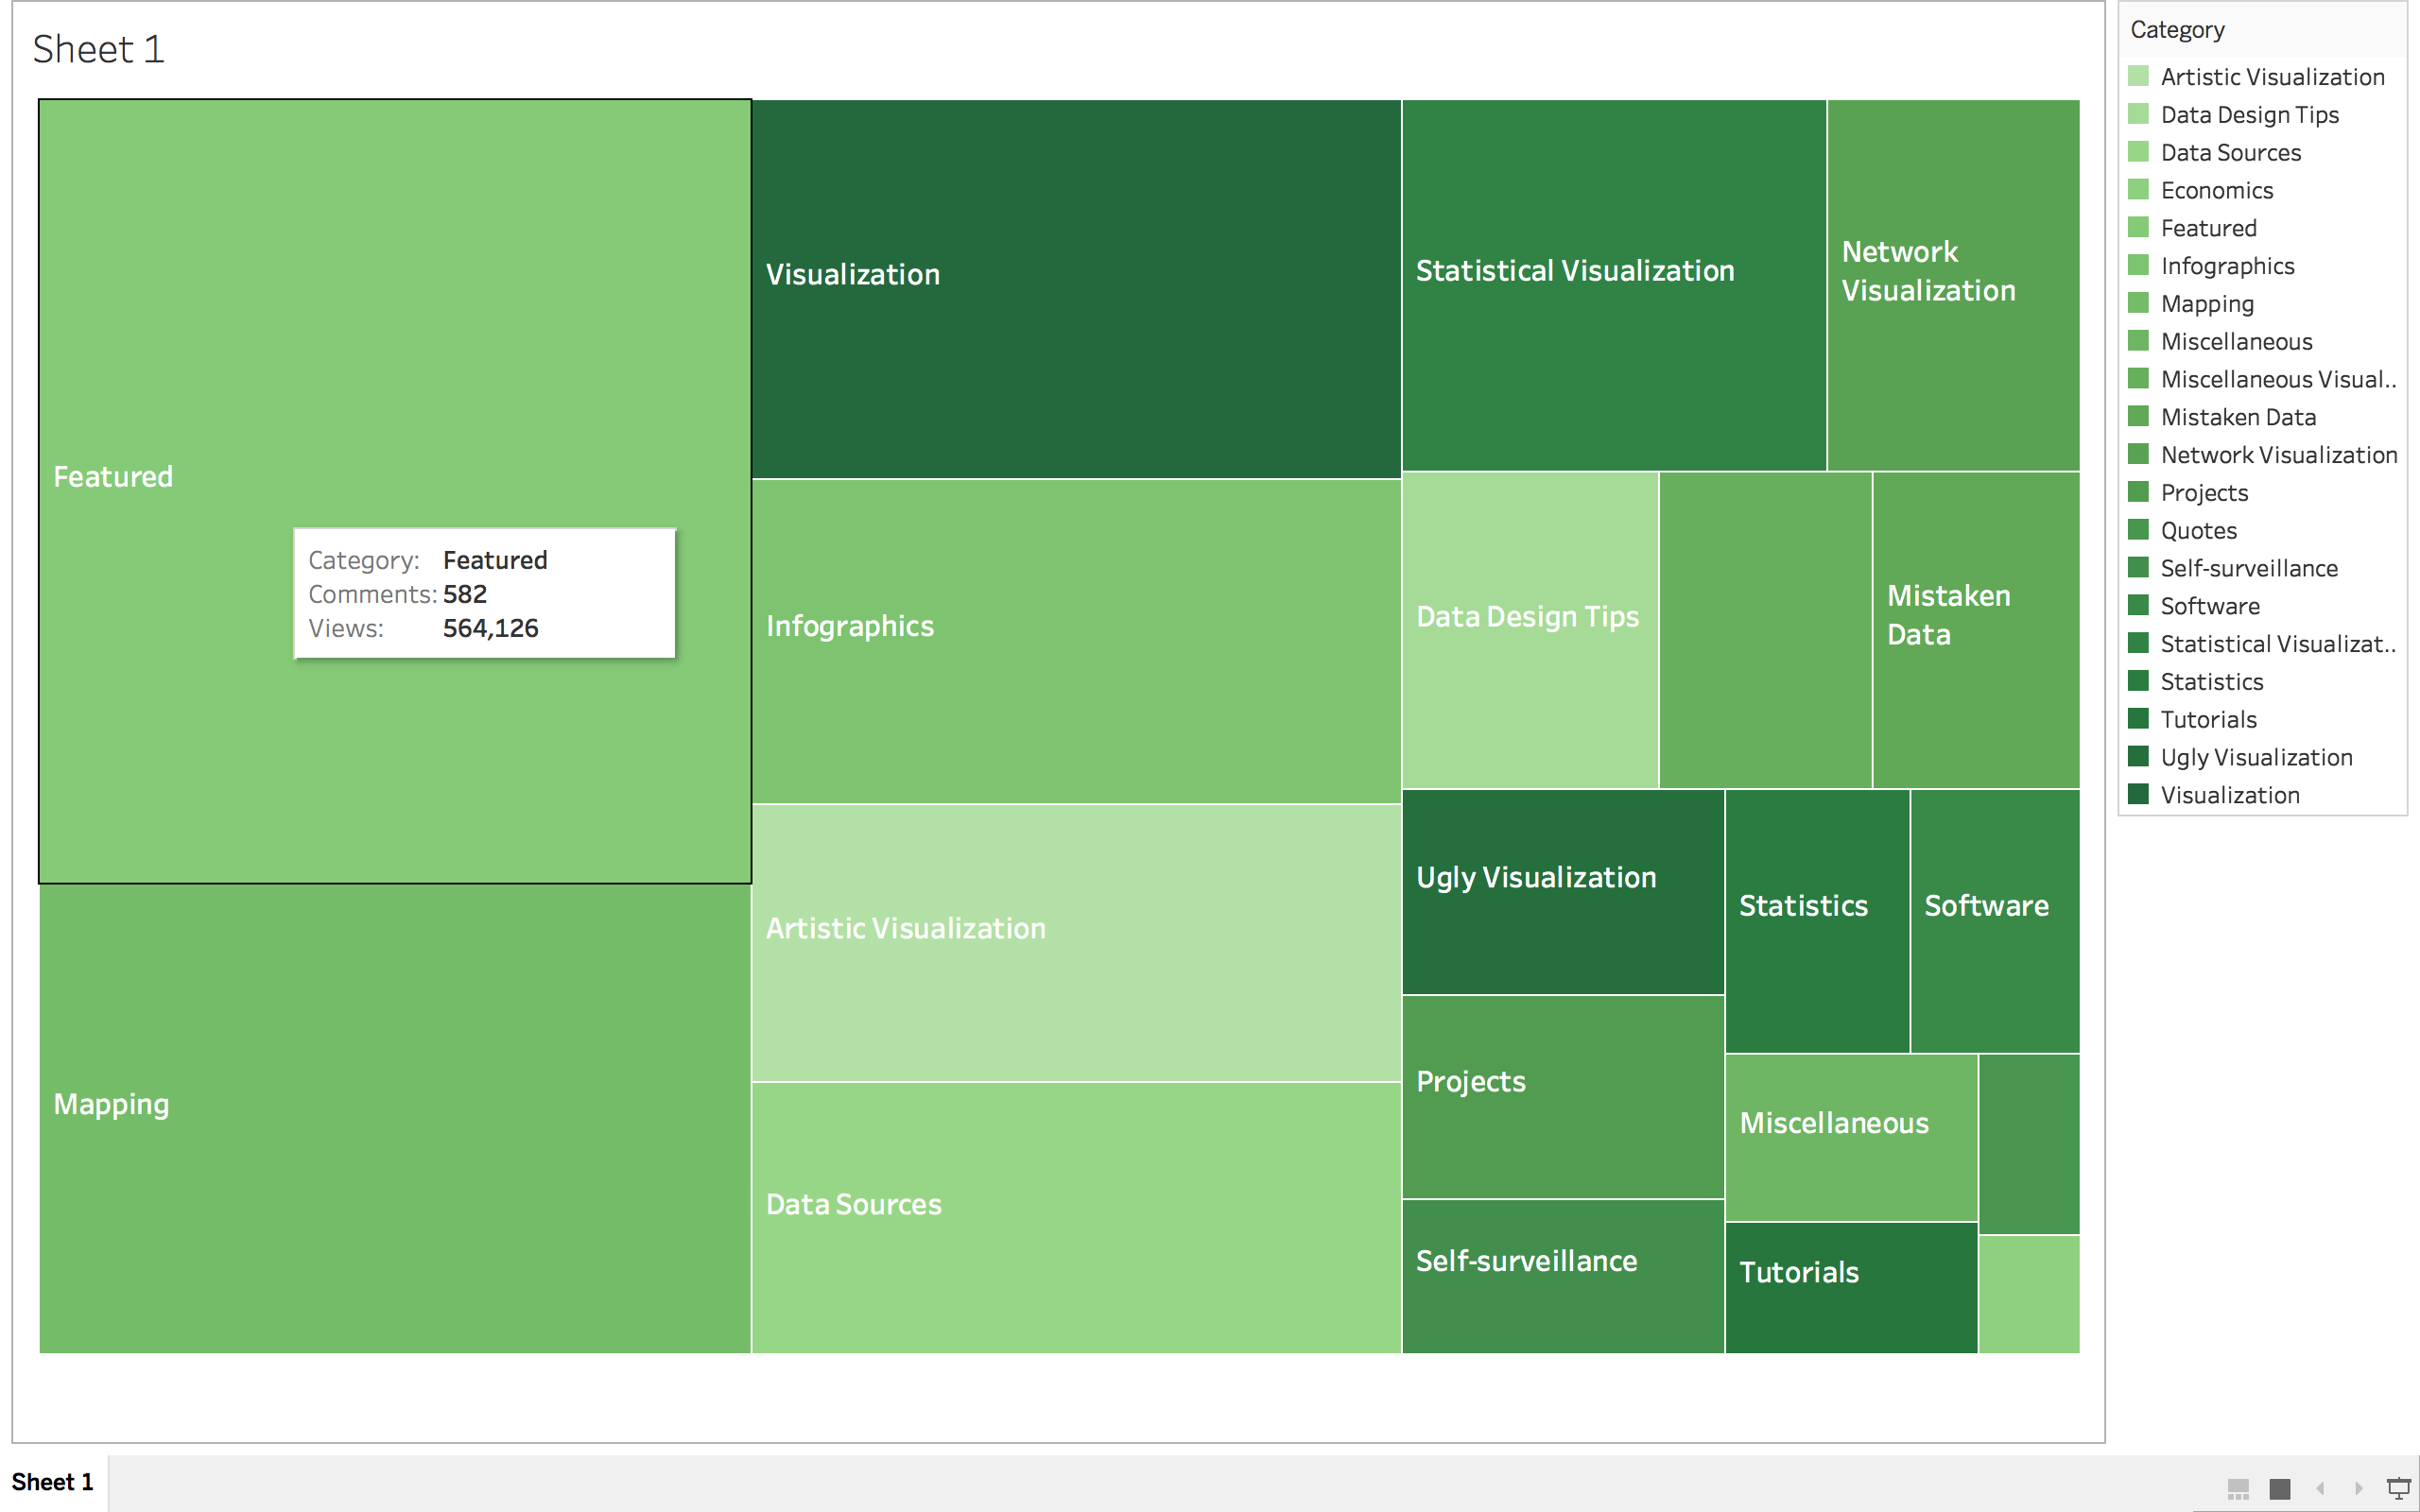 Sheet 1
Featured
Category: Featured
Comments: 582
Views: 564,126
Mapping
Visualization
Infographics
Artistic Visualization
Data Sources
Statistical Visualization
Network
Visualization
Data Design Tips
Mistaken
Data
Ugly Visualization
Statistics
Software
Projects
Miscellaneous
Self-surveillance
Tutorials
Category
Artistic Visualization
Data Design Tips
Data Sources
Economics
Featured
Infographics
Mapping
Miscellaneous
Miscellaneous Visual..
Mistaken Data
Network Visualization
Projects
Quotes
Self-surveillance
Software
Statistical Visualizat..
Statistics
Tutorials
Ugly Visualization
Visualization
Sheet 1